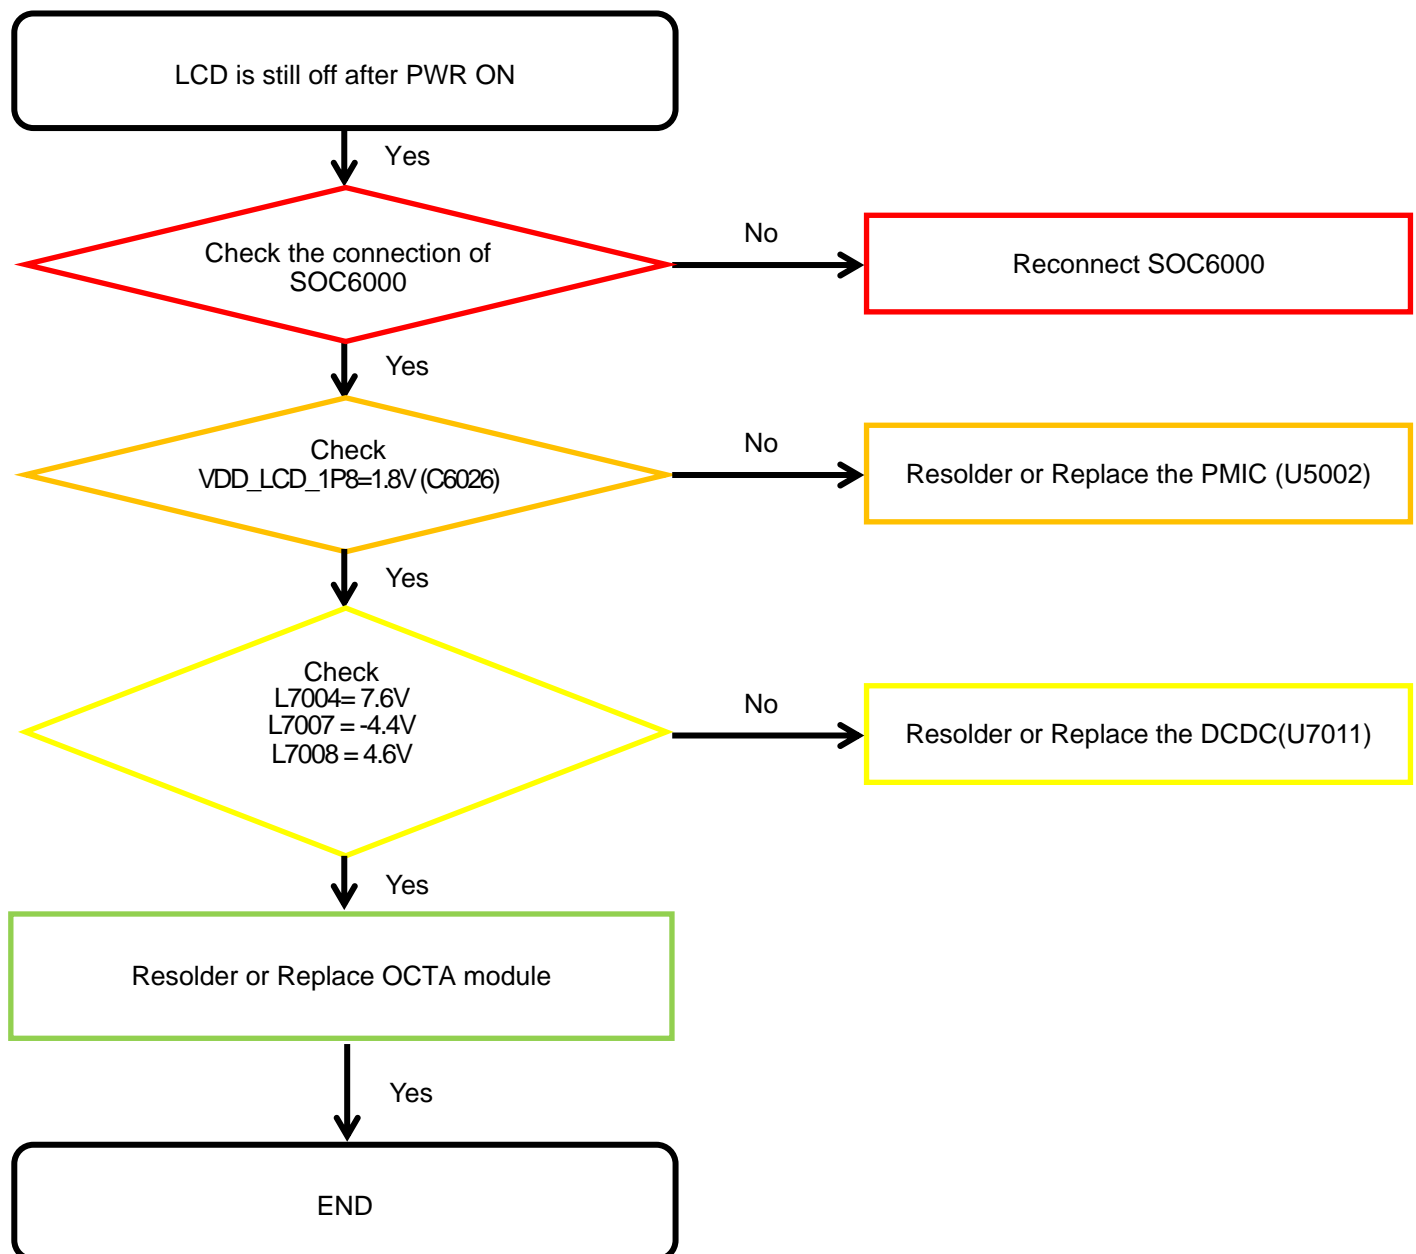 LCD is still off after PWR ON
Yes
Check the connection of
SOC6000
No
Reconnect SOC6000
Yes
Check
VDD_LCD_1P8=1.8V (C6026)
No
Resolder or Replace the PMIC (U5002)
Yes
Check
L7004= 7.6V
L7007 = -4.4V
L7008 = 4.6V
No
Resolder or Replace the DCDC(U7011)
Yes
Resolder or Replace OCTA module
Yes
END